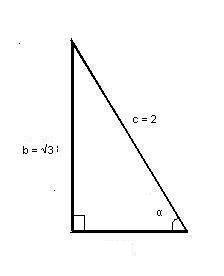 c = 2
b = √3
α